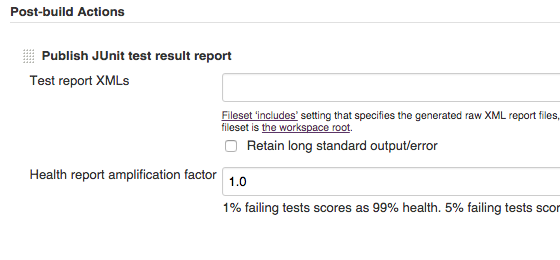 Post-build Actions
Publish JUnit test result report
Test report XMLs
Fileset 'includes' setting that specifies the generated raw XML report files,
fileset is the workspace root.
Retain long standard output/error
Health report amplification factor
1.0
1% failing tests scores as 99% health. 5% failing tests scor